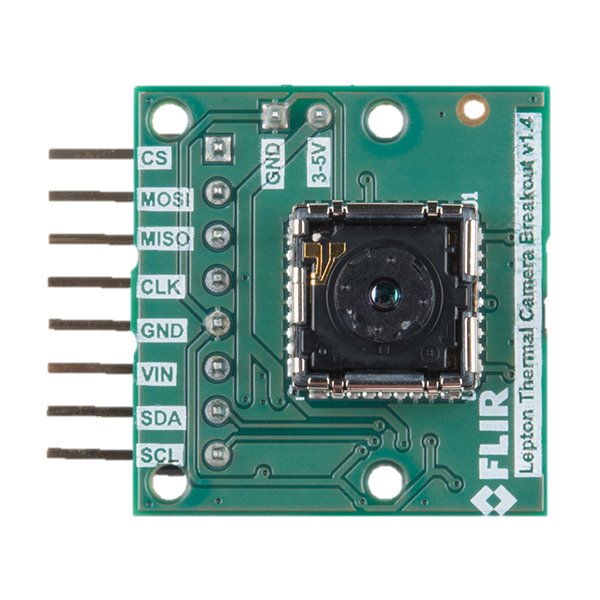 CS
MOSI
MISO
CLK
GND
VIN
SDA
SCL
GND
3-5V
FLIR
Lepton Thermal Camera Breakout v1.4